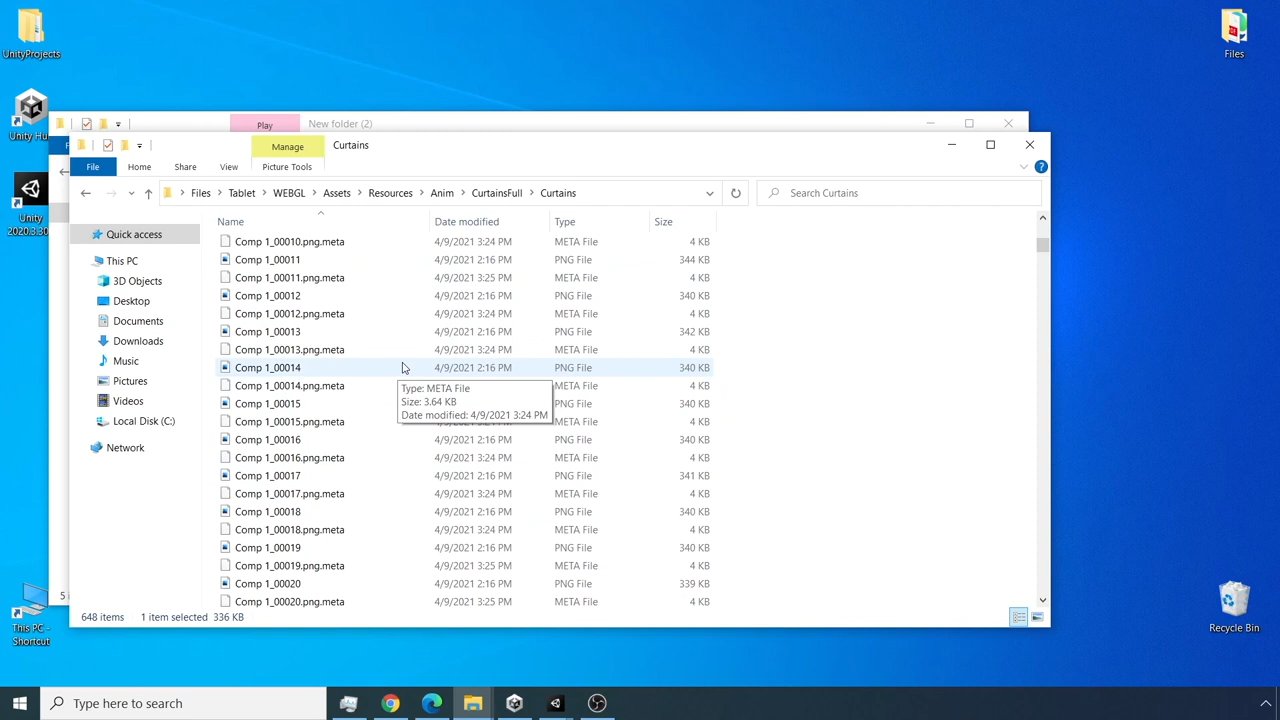 UnityProjects
Files
Unity Hu
Unity
2020.3.30
This PC -
Shortcut
Recycle Bin
Play
New folder (2)
Manage
Curtains
File
Home
Share
View
Picture Tools
Files
Tablet
WEBGL
Assets
Resources
Anim
CurtainsFull
Curtains
Search Curtains
Name
Date modified
Type
Size
Quick access
This PC
3D Objects
Desktop
Documents
Downloads
Music
Pictures
Videos
Local Disk (C:)
Network
Comp 1_00010.png.meta 4/9/2021 3:24 PM META File 4 KB
Comp 1_00011 4/9/2021 2:16 PM PNG File 344 KB
Comp 1_00011.png.meta 4/9/2021 3:25 PM META File 4 KB
Comp 1_00012 4/9/2021 2:16 PM PNG File 340 KB
Comp 1_00012.png.meta 4/9/2021 3:24 PM META File 4 KB
Comp 1_00013 4/9/2021 2:16 PM PNG File 342 KB
Comp 1_00013.png.meta 4/9/2021 3:24 PM META File 4 KB
Comp 1_00014 4/9/2021 2:16 PM PNG File 340 KB
Comp 1_00014.png.meta META File 4 KB
Comp 1_00015 PNG File 340 KB
Comp 1_00015.png.meta META File 4 KB
Type: META File
Size: 3.64 KB
Date modified: 4/9/2021 3:24 PM
Comp 1_00016 4/9/2021 2:16 PM PNG File 340 KB
Comp 1_00016.png.meta 4/9/2021 3:24 PM META File 4 KB
Comp 1_00017 4/9/2021 2:16 PM PNG File 341 KB
Comp 1_00017.png.meta 4/9/2021 3:24 PM META File 4 KB
Comp 1_00018 4/9/2021 2:16 PM PNG File 340 KB
Comp 1_00018.png.meta 4/9/2021 3:24 PM META File 4 KB
Comp 1_00019 4/9/2021 2:16 PM PNG File 340 KB
Comp 1_00019.png.meta 4/9/2021 3:25 PM META File 4 KB
Comp 1_00020 4/9/2021 2:16 PM PNG File 339 KB
Comp 1_00020.png.meta 4/9/2021 3:25 PM META File 4 KB
5
648 items 1 item selected 336 KB
Type here to search